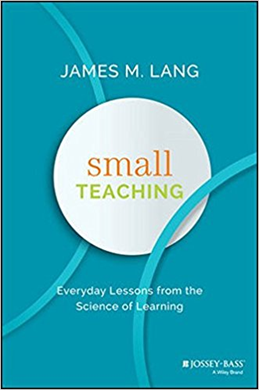 JAMES M. LANG
small
TEACHING
Everyday Lessons from the
Science of Learning
JOSSEY-BASS
A Wiley Brand